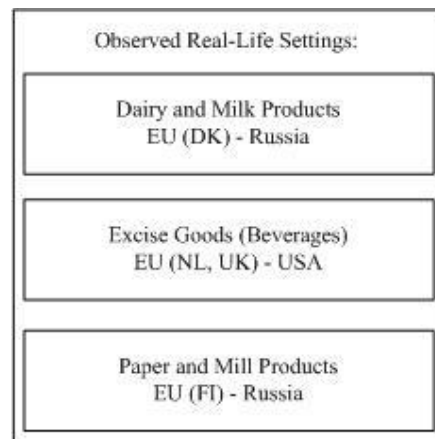 Observed Real-Life Settings:
Dairy and Milk Products
EU (DK) - Russia
Excise Goods (Beverages)
EU (NL, UK) - USA
Paper and Mill Products
EU (FI) - Russia